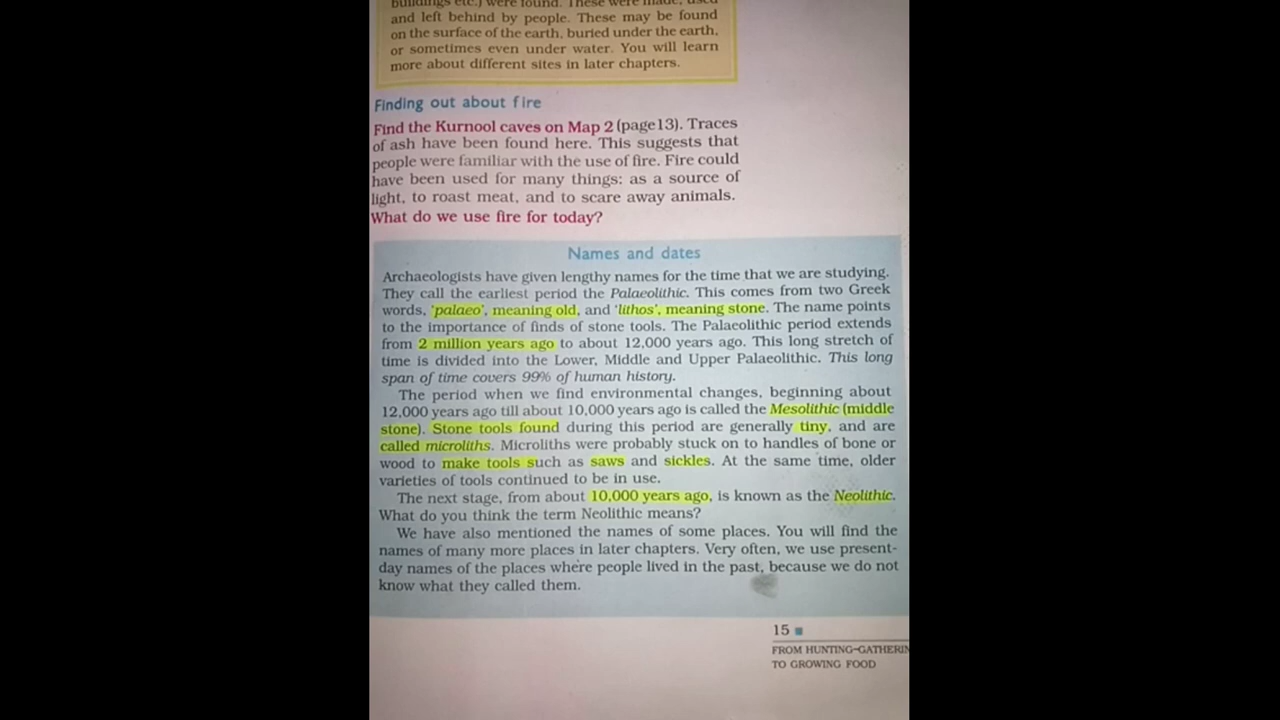 buildings etc.) were found. These were made, used
and left behind by people. These may be found
on the surface of the earth, buried under the earth,
or sometimes even under water. You will learn
more about different sites in later chapters.
Finding out about fire
Find the Kurnool caves on Map 2 (page13). Traces
of ash have been found here. This suggests that
people were familiar with the use of fire. Fire could
have been used for many things: as a source of
light, to roast meat, and to scare away animals.
What do we use fire for today?
Names and dates
Archaeologists have given lengthy names for the time that we are studying.
They call the earliest period the Palaeolithic. This comes from two Greek
words, 'palaeo', meaning old, and 'lithos', meaning stone. The name points
to the importance of finds of stone tools. The Palaeolithic period extends
from 2 million years ago to about 12,000 years ago. This long stretch of
time is divided into the Lower, Middle and Upper Palaeolithic. This long
span of time covers 99% of human history.
The period when we find environmental changes, beginning about
12,000 years ago till about 10,000 years ago is called the Mesolithic (middle
stone). Stone tools found during this period are generally tiny, and are
called microliths. Microliths were probably stuck on to handles of bone or
wood to make tools such as saws and sickles. At the same time, older
varieties of tools continued to be in use.
The next stage, from about 10,000 years ago, is known as the Neolithic.
What do you think the term Neolithic means?
We have also mentioned the names of some places. You will find the
names of many more places in later chapters. Very often, we use present-
day names of the places where people lived in the past, because we do not
know what they called them.
15
FROM HUNTING-GATHERIN
TO GROWING FOOD